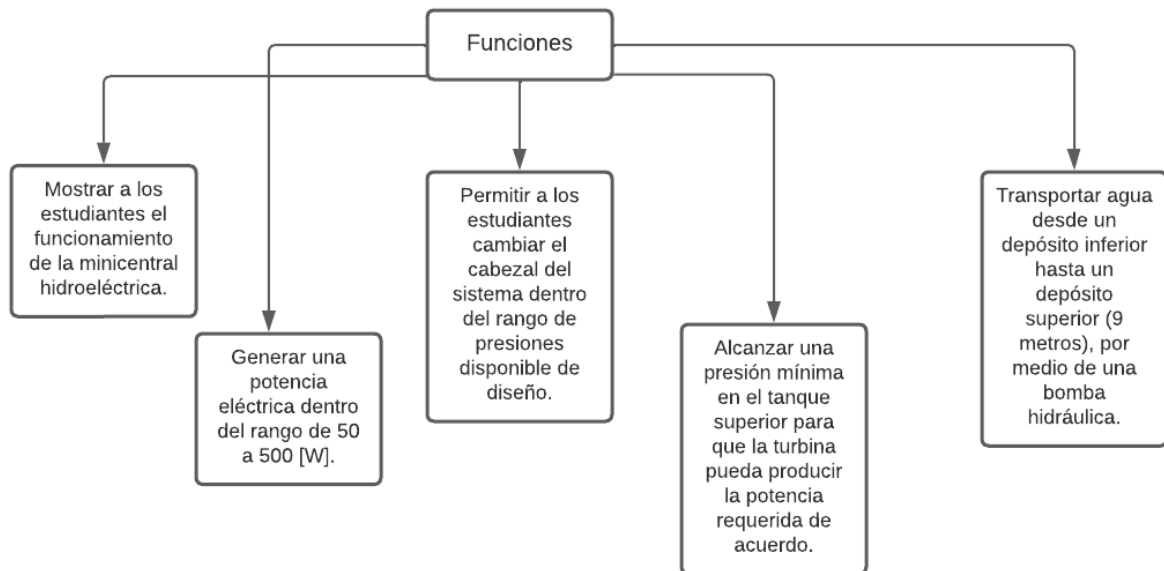 Funciones
Mostrar a los
estudiantes el
funcionamiento
de la minicentral
hidroeléctrica.
Generar una
potencia
eléctrica dentro
del rango de 50
a 500 [W].
Permitir a los
estudiantes
cambiar el
cabezal del
sistema dentro
del rango de
presiones
disponible de
diseño.
Alcanzar una
presión mínima
en el tanque
superior para
que la turbina
pueda producir
la potencia
requerida de
acuerdo.
Transportar agua
desde un
depósito inferior
hasta un
depósito
superior (9
metros), por
medio de una
bomba
hidráulica.